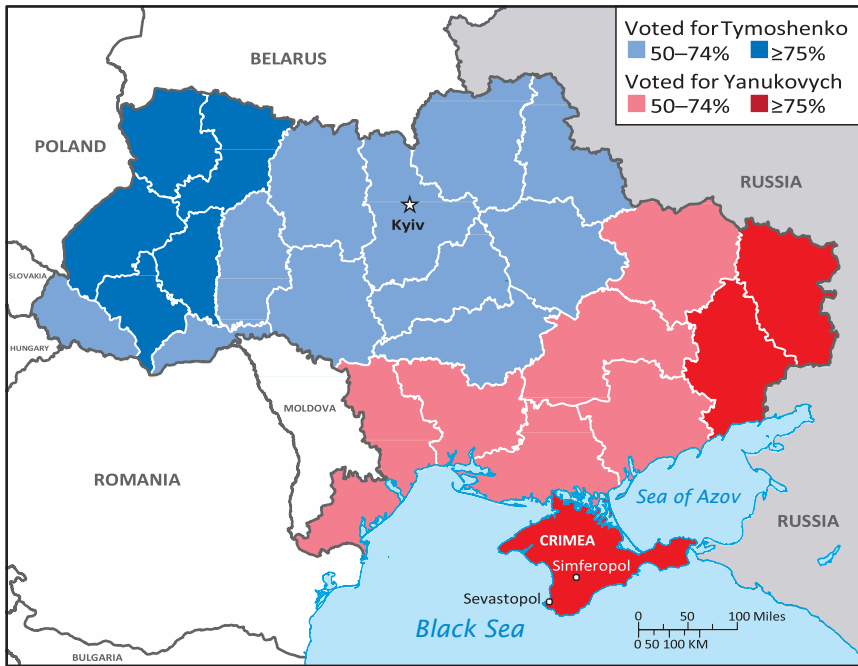 Voted for Tymoshenko
50–74% ≥75%
Voted for Yanukovych
50–74% ≥75%
BELARUS
POLAND
RUSSIA
Kyiv
SLOVAKIA
HUNGARY
MOLDOVA
ROMANIA
Sea of Azov
RUSSIA
CRIMEA
Simferopol
Sevastopol
Black Sea
0 50 100 Miles
0 50 100 KM
BULGARIA